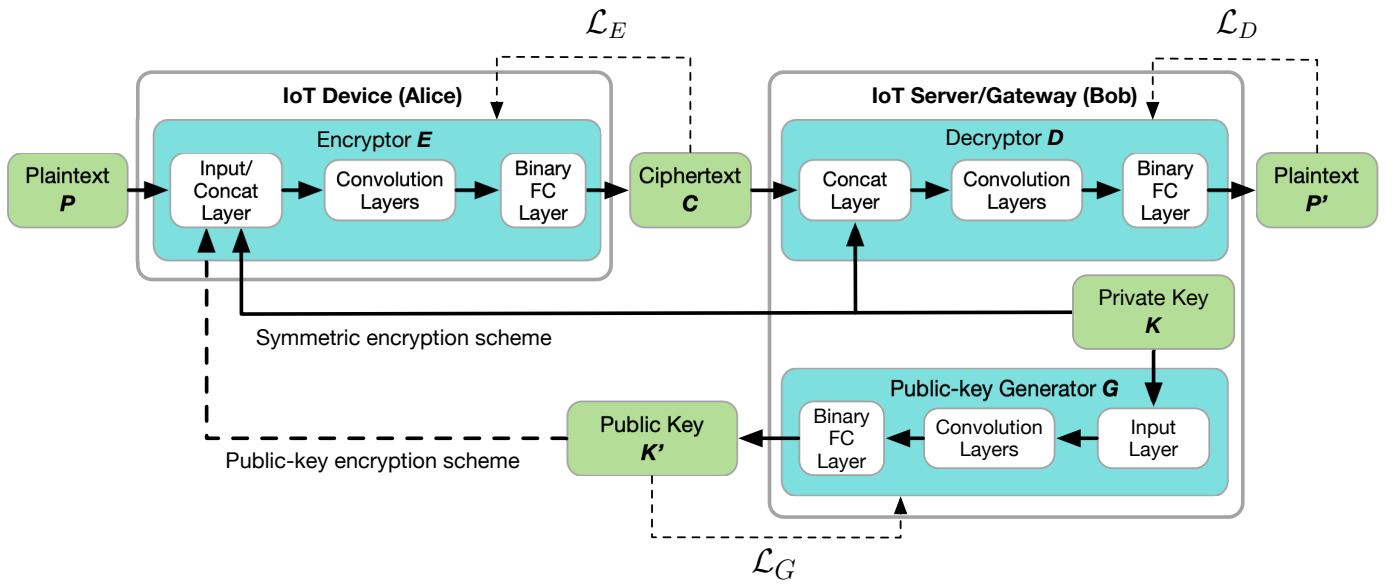 ℒ_E
ℒ_D
IoT Device (Alice)
IoT Server/Gateway (Bob)
Encryptor E
Decryptor D
Plaintext
P
Input/
Concat
Layer
Convolution
Layers
Binary
FC
Layer
Ciphertext
C
Concat
Layer
Convolution
Layers
Binary
FC
Layer
Plaintext
P'
Private Key
K
Symmetric encryption scheme
Public-key Generator G
Public Key
K'
Binary
FC
Layer
Convolution
Layers
Input
Layer
Public-key encryption scheme
ℒ_G